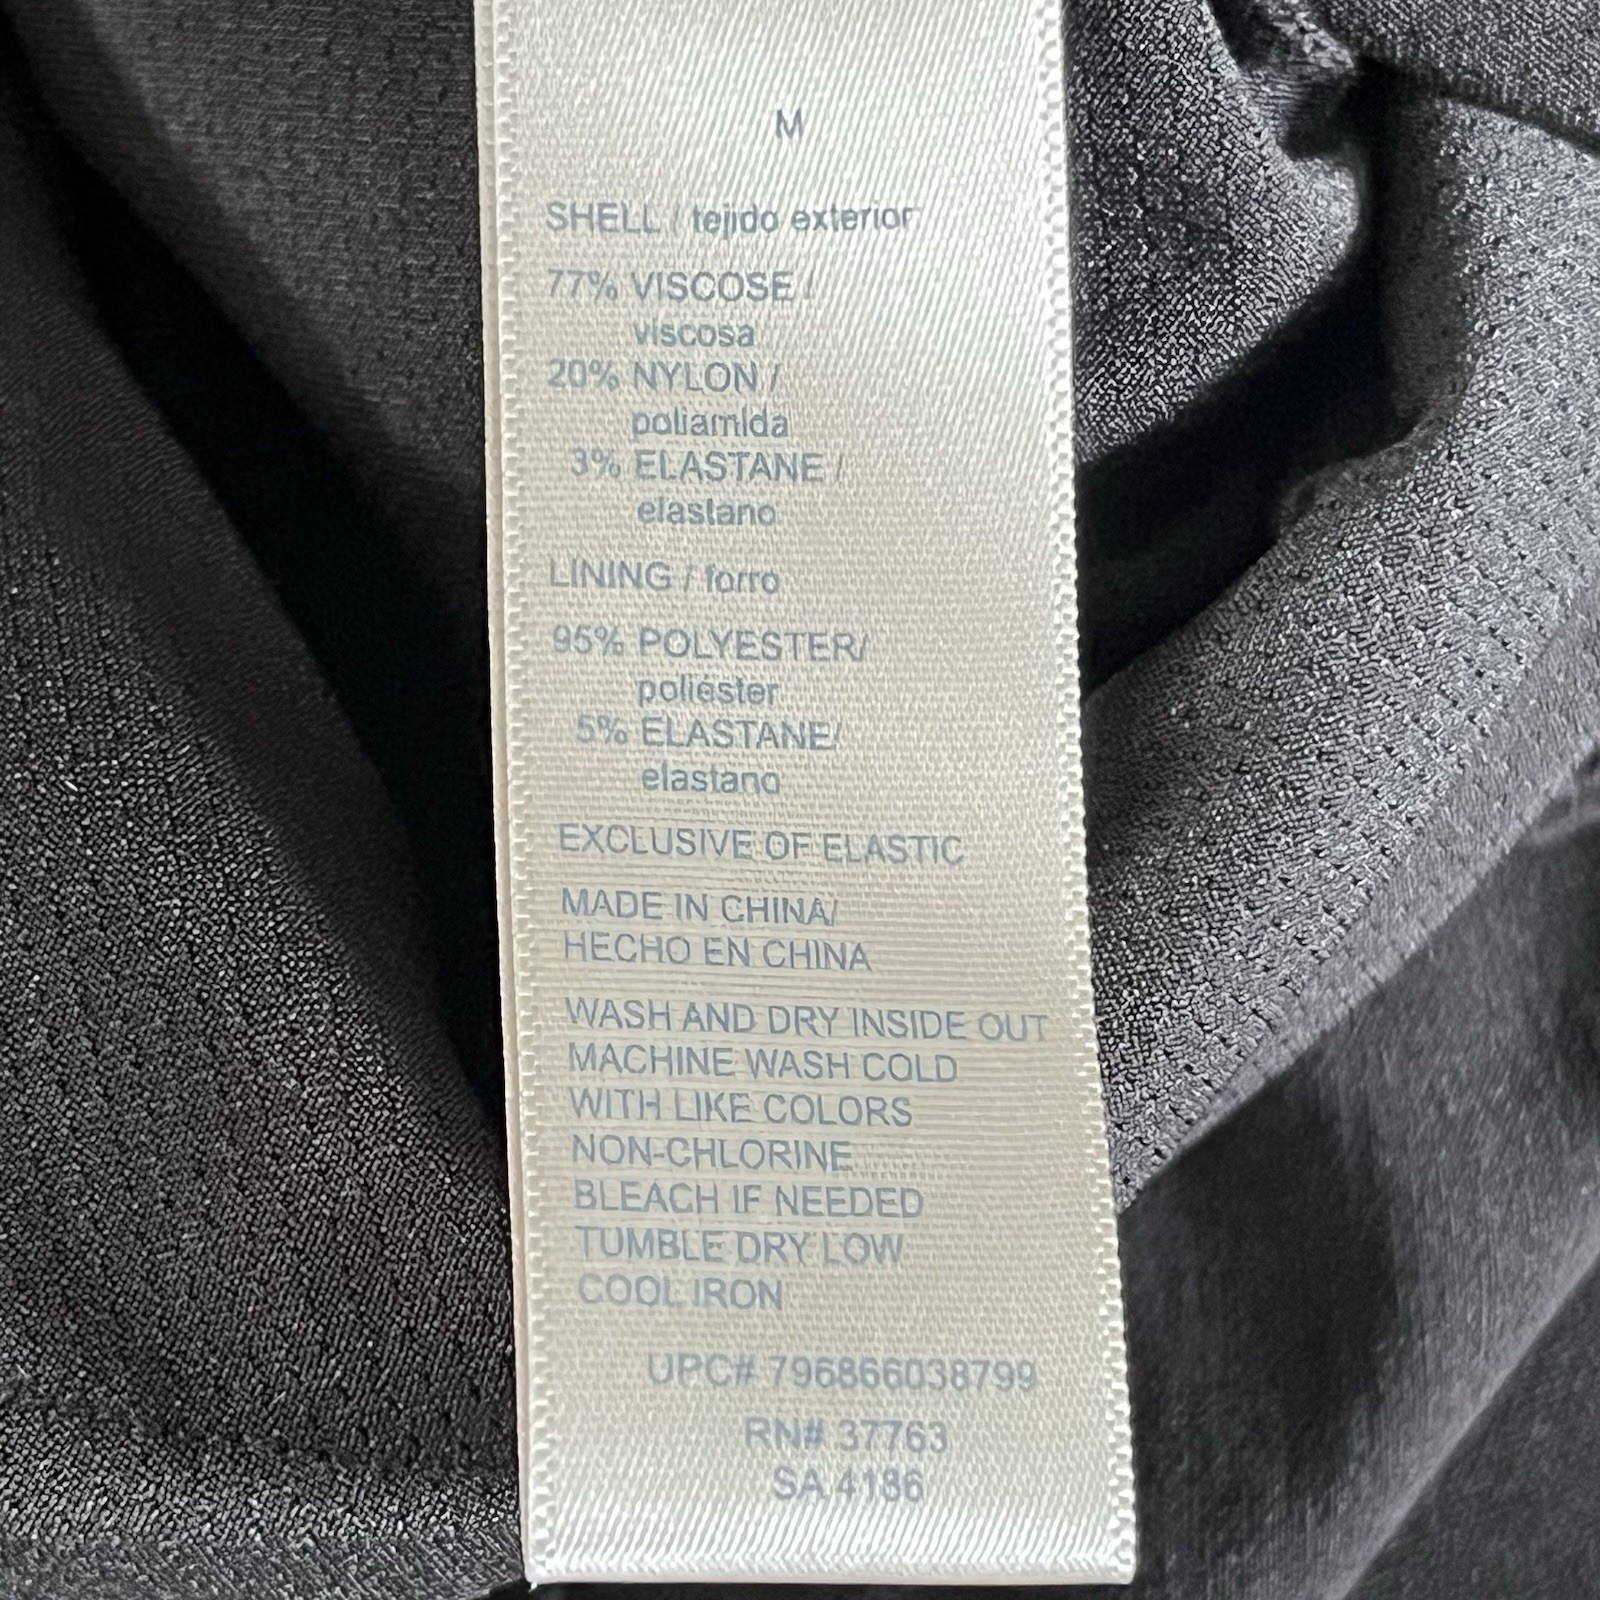 M
SHELL / tejido exterior
77% VISCOSE /
viscosa
20% NYLON /
poliamida
3% ELASTANE /
elastano
LINING / forro
95% POLYESTER/
poliéster
5% ELASTANE/
elastano
EXCLUSIVE OF ELASTIC
MADE IN CHINA/
HECHO EN CHINA
WASH AND DRY INSIDE OUT
MACHINE WASH COLD
WITH LIKE COLORS
NON-CHLORINE
BLEACH IF NEEDED
TUMBLE DRY LOW
COOL IRON
UPC# 796866038799
RN# 37763
SA 4186